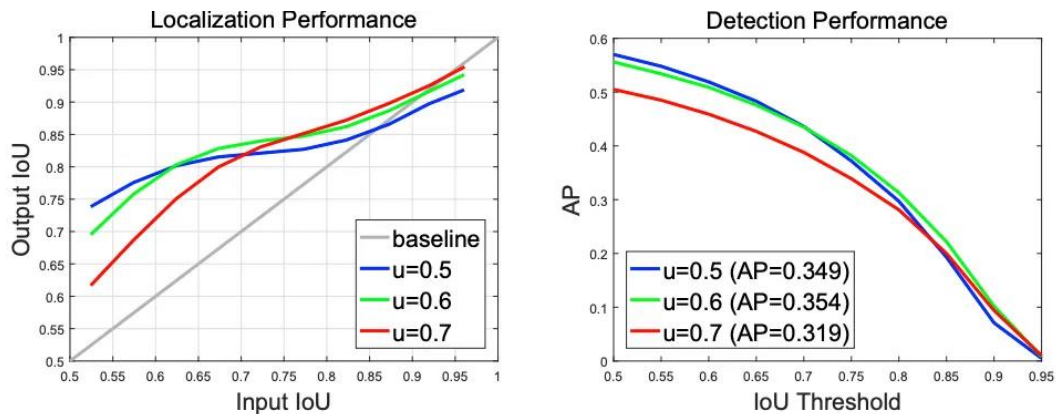 Localization Performance
1
0.95
0.9
0.85
0.8
0.75
0.7
0.65
0.6
0.55
0.5
Output IoU
baseline
u=0.5
u=0.6
u=0.7
0.5 0.55 0.6 0.65 0.7 0.75 0.8 0.85 0.9 0.95 1
Input IoU
Detection Performance
0.6
0.5
0.4
0.3
0.2
0.1
0
AP
u=0.5 (AP=0.349)
u=0.6 (AP=0.354)
u=0.7 (AP=0.319)
0.5 0.55 0.6 0.65 0.7 0.75 0.8 0.85 0.9 0.95
IoU Threshold